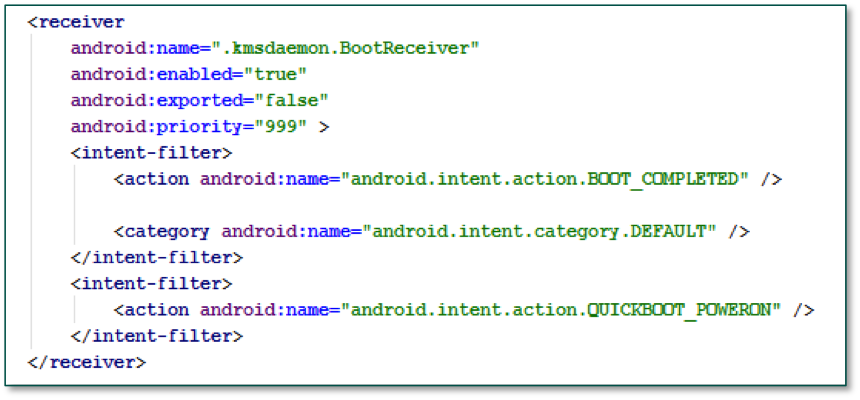 <receiver
android:name=".kmsdaemon.BootReceiver"
android:enabled="true"
android:exported="false"
android:priority="999" >
<intent-filter>
<action android:name="android.intent.action.BOOT_COMPLETED" />
<category android:name="android.intent.category.DEFAULT" />
</intent-filter>
<intent-filter>
<action android:name="android.intent.action.QUICKBOOT_POWERON" />
</intent-filter>
</receiver>